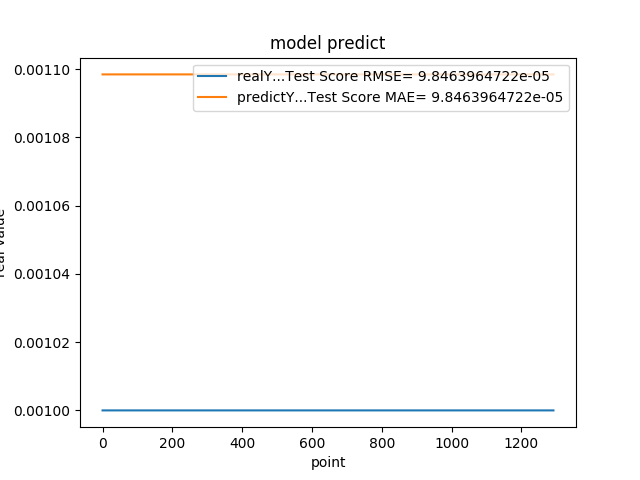 model predict
realY...Test Score RMSE= 9.8463964722e-05
predictY...Test Score MAE= 9.8463964722e-05
0.00110
0.00108
0.00106
0.00104
0.00102
0.00100
real value
0 200 400 600 800 1000 1200
point